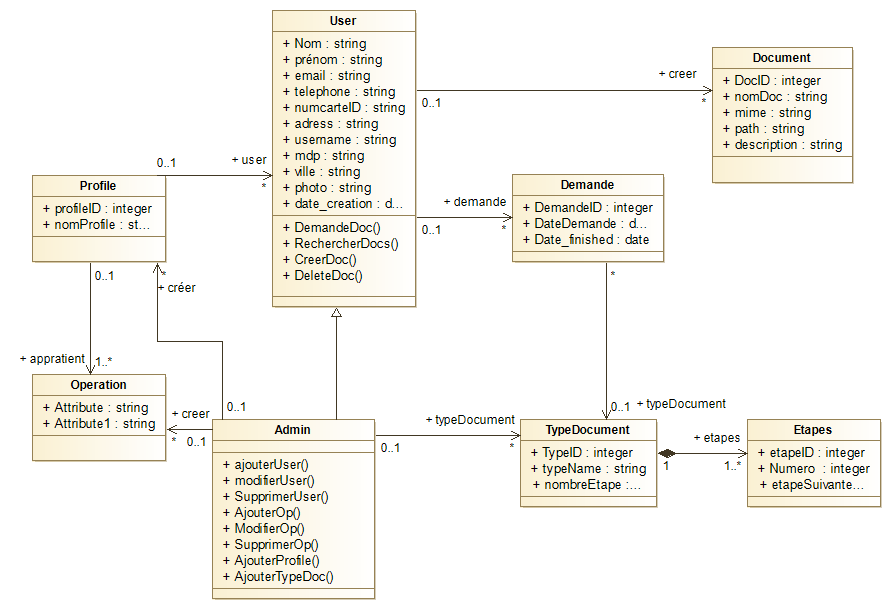 User
+ Nom : string
+ prénom : string
+ email : string
+ telephone : string
+ numcarteID : string
+ adress : string
+ username : string
+ mdp : string
+ ville : string
+ photo : string
+ date_creation : d...
+ DemandeDoc()
+ RechercherDocs()
+ CreerDoc()
+ DeleteDoc()
+ creer
0..1
*
Document
+ DocID : integer
+ nomDoc : string
+ mime : string
+ path : string
+ description : string
0..1
+ user
*
Profile
+ profileID : integer
+ nomProfile : st...
+ demande
0..1
*
Demande
+ DemandeID : integer
+ DateDemande : d...
+ Date_finished : date
0..1
*
+ créer
*
+ appratient
1..*
Operation
+ Attribute : string
+ Attribute1 : string
+ creer
*
0..1
0..1
Admin
+ ajouterUser()
+ modifierUser()
+ SupprimerUser()
+ AjouterOp()
+ ModifierOp()
+ SupprimerOp()
+ AjouterProfile()
+ AjouterTypeDoc()
+ typeDocument
0..1
*
0..1
+ typeDocument
TypeDocument
+ TypeID : integer
+ typeName : string
+ nombreEtape :...
+ etapes
1
1..*
Etapes
+ etapeID : integer
+ Numero : integer
+ etapeSuivante...